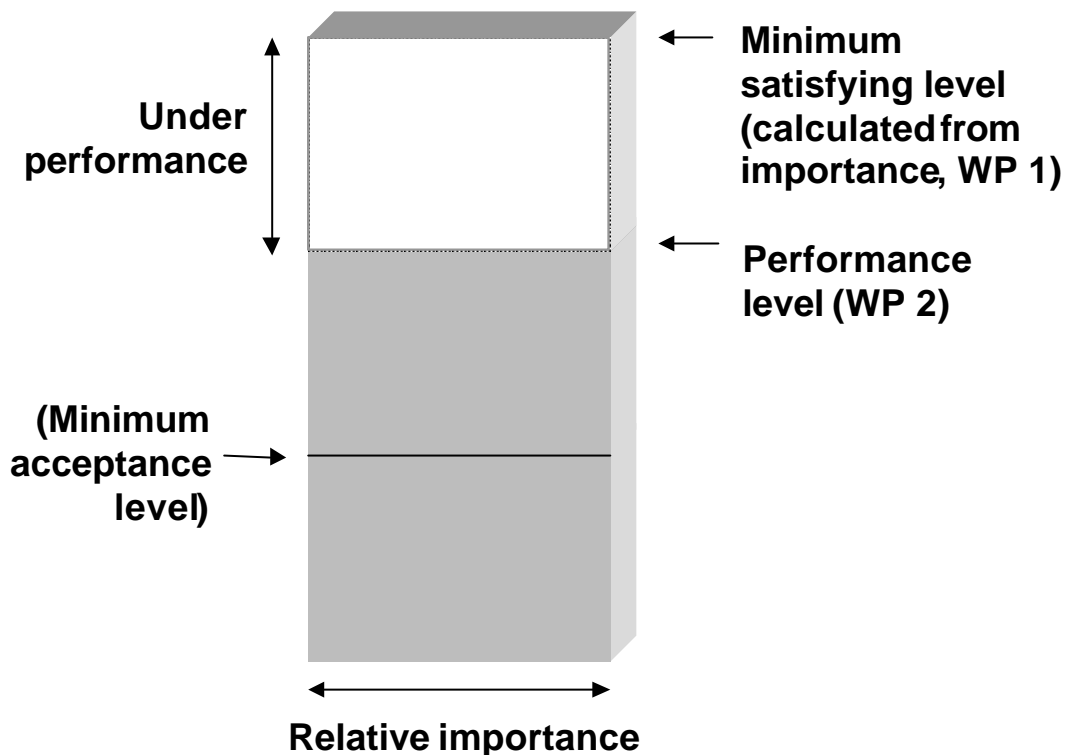 Minimum
satisfying level
(calculated from
importance, WP 1)
Under
performance
Performance
level (WP 2)
(Minimum
acceptance
level)
Relative importance